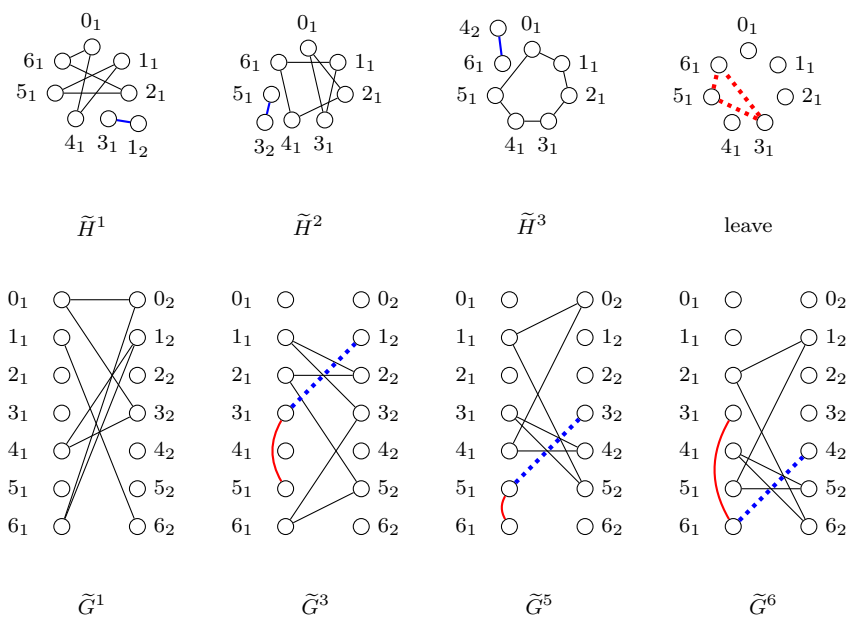 0₁ 0₁ 4₂ 0₁ 0₁
6₁ 1₁ 6₁ 1₁ 6₁ 1₁ 6₁ 1₁
5₁ 2₁ 5₁ 2₁ 5₁ 2₁ 5₁ 2₁
4₁ 3₁ 1₂ 3₂ 4₁ 3₁ 4₁ 3₁ 4₁ 3₁
H̃¹ H̃² H̃³ leave
0₁ 0₂ 0₁ 0₂ 0₁ 0₂ 0₁ 0₂
1₁ 1₂ 1₁ 1₂ 1₁ 1₂ 1₁ 1₂
2₁ 2₂ 2₁ 2₂ 2₁ 2₂ 2₁ 2₂
3₁ 3₂ 3₁ 3₂ 3₁ 3₂ 3₁ 3₂
4₁ 4₂ 4₁ 4₂ 4₁ 4₂ 4₁ 4₂
5₁ 5₂ 5₁ 5₂ 5₁ 5₂ 5₁ 5₂
6₁ 6₂ 6₁ 6₂ 6₁ 6₂ 6₁ 6₂
G̃¹ G̃³ G̃⁵ G̃⁶